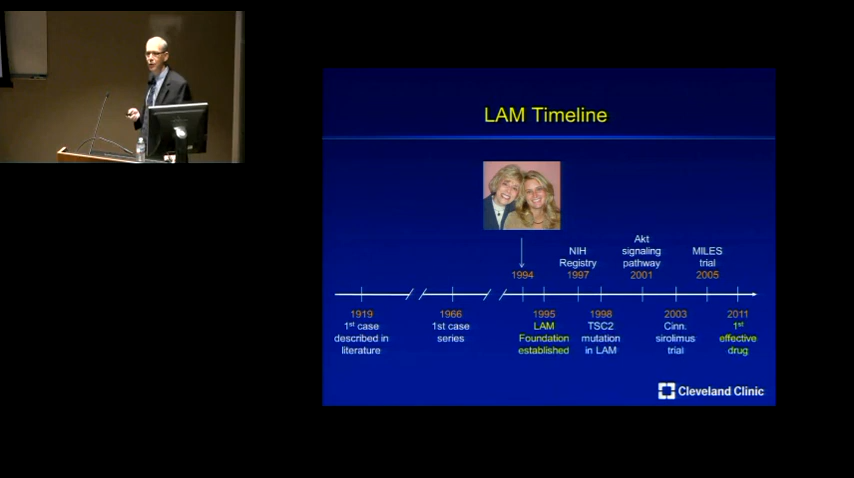 LAM Timeline
NIH
Registry
1997
Akt
signaling
pathway
2001
MILES
trial
2005
1994
1919
1st case
described in
literature
1966
1st case
series
1995
LAM
Foundation
established
1998
TSC2
mutation
in LAM
2003
Cinn.
sirolimus
trial
2011
1st
effective
drug
Cleveland Clinic